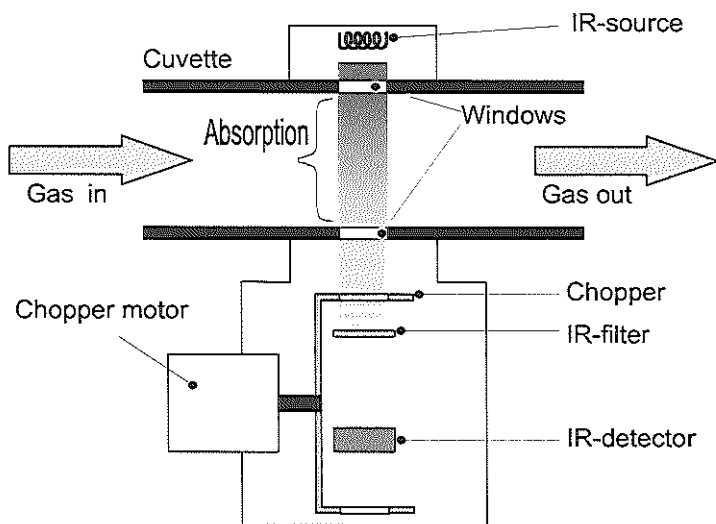 IR-source
Cuvette
Absorption
Windows
Gas in
Gas out
Chopper
Chopper motor
IR-filter
IR-detector